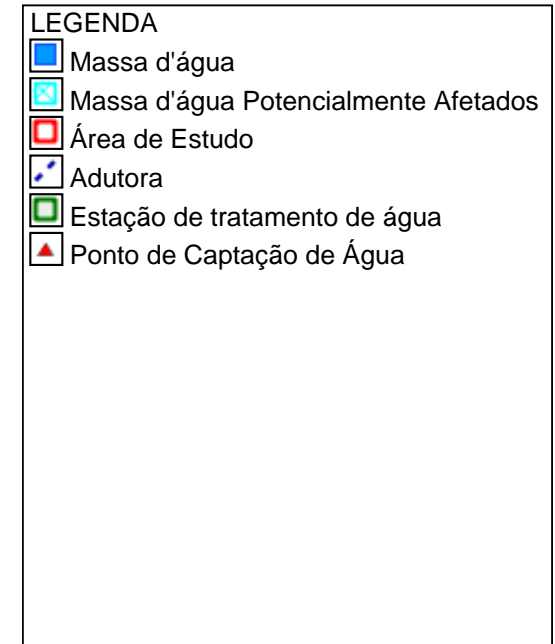 LEGENDA
Massa d'água
Massa d'água Potencialmente Afetados
Área de Estudo
Adutora
Estação de tratamento de água
Ponto de Captação de Água